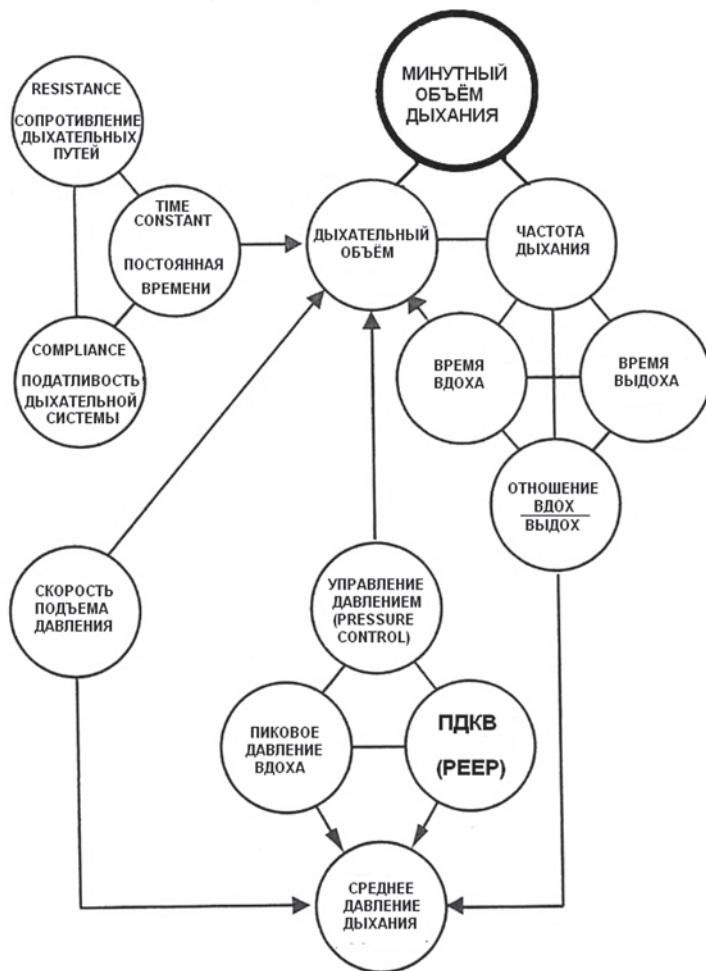 МИНУТНЫЙ
ОБЪЁМ
ДЫХАНИЯ
RESISTANCE
СОПРОТИВЛЕНИЕ
ДЫХАТЕЛЬНЫХ
ПУТЕЙ
TIME
CONSTANT
ПОСТОЯННАЯ
ВРЕМЕНИ
ДЫХАТЕЛЬНЫЙ
ОБЪЁМ
ЧАСТОТА
ДЫХАНИЯ
COMPLIANCE
ПОДАТЛИВОСТЬ
ДЫХАТЕЛЬНОЙ
СИСТЕМЫ
ВРЕМЯ
ВДОХА
ВРЕМЯ
ВЫДОХА
ОТНОШЕНИЕ
ВДОХ
ВЫДОХ
СКОРОСТЬ
ПОДЪЕМА
ДАВЛЕНИЯ
УПРАВЛЕНИЕ
ДАВЛЕНИЕМ
(PRESSURE
CONTROL)
ПИКОВОЕ
ДАВЛЕНИЕ
ВДОХА
ПДКВ
(PEEP)
СРЕДНЕЕ
ДАВЛЕНИЕ
ДЫХАНИЯ